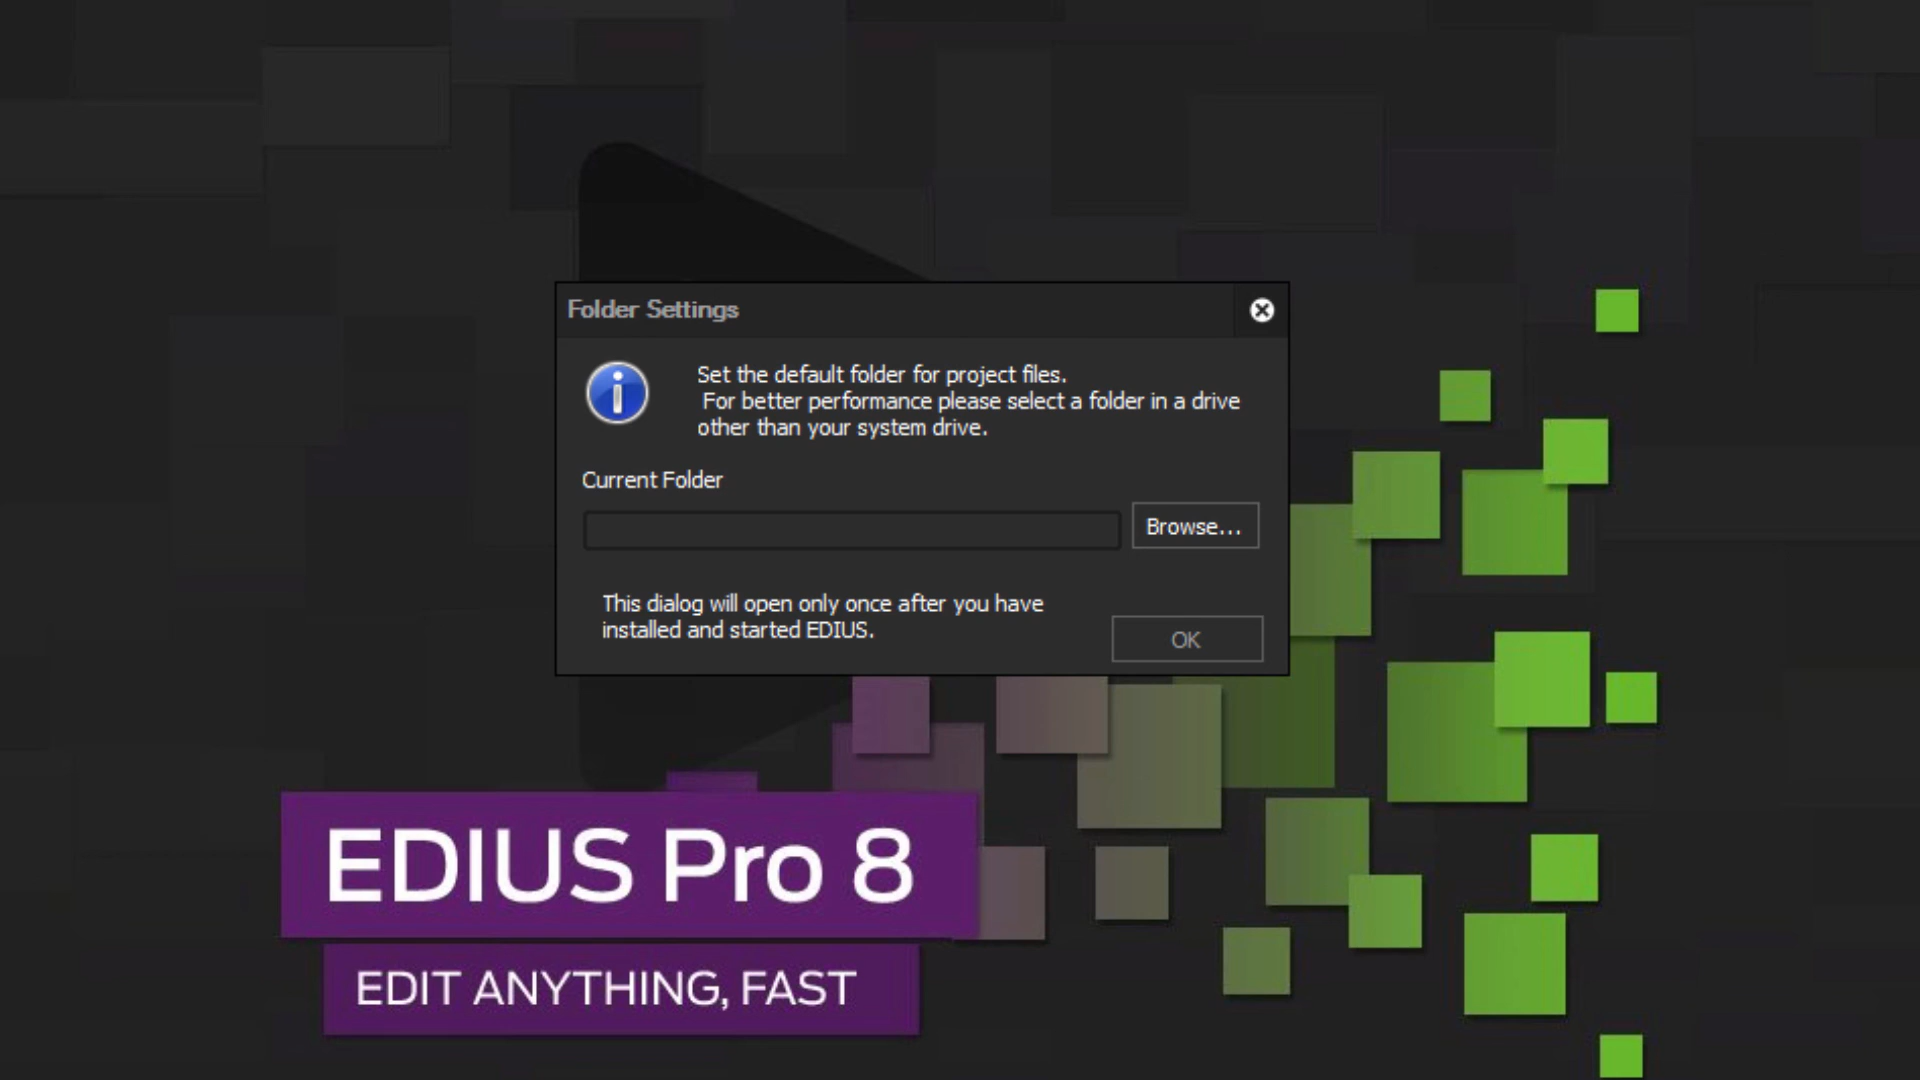 Folder Settings
Set the default folder for project files.
For better performance please select a folder in a drive
other than your system drive.
Current Folder
Browse...
This dialog will open only once after you have
installed and started EDIUS.
OK
EDIUS Pro 8
EDIT ANYTHING, FAST